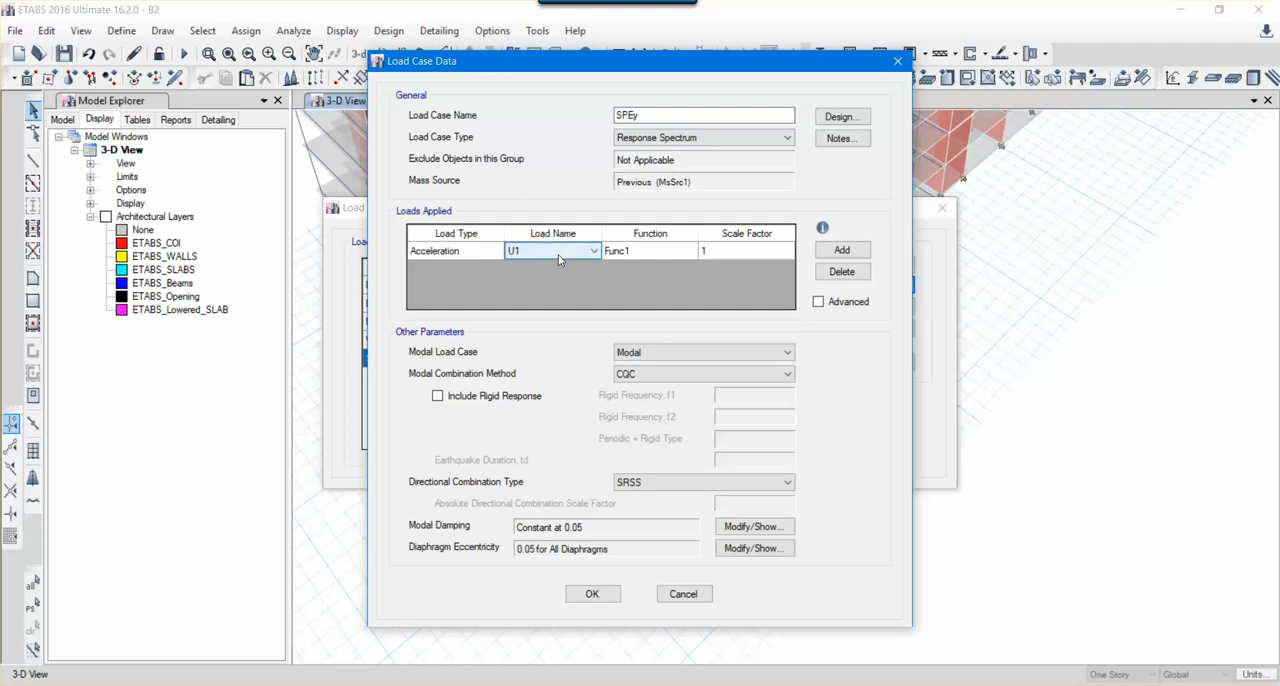 ETABS 2016 Ultimate 16.2.0 - B2
File Edit View Define Draw Select Assign Analyze Display Design Detailing Options Tools Help
Model Explorer
3-D View
Model Display Tables Reports Detailing
Model Windows
3-D View
View
Limits
Options
Display
Architectural Layers
None
ETABS_COl
ETABS_WALLS
ETABS_SLABS
ETABS_Beams
ETABS_Opening
ETABS_Lowered_SLAB
Load Case Data
General
Load Case Name SPEy Design...
Load Case Type Response Spectrum Notes...
Exclude Objects in this Group Not Applicable
Mass Source Previous (MsSrc1)
Loads Applied
Load Type Load Name Function Scale Factor
Acceleration U1 Func1 1
Add
Delete
Advanced
Other Parameters
Modal Load Case Modal
Modal Combination Method CQC
Include Rigid Response Rigid Frequency, f1
Rigid Frequency, f2
Periodic + Rigid Type
Earthquake Duration, td
Directional Combination Type SRSS
Absolute Directional Combination Scale Factor
Modal Damping Constant at 0.05 Modify/Show...
Diaphragm Eccentricity 0.05 for All Diaphragms Modify/Show...
OK Cancel
3-D View One Story Global Units...